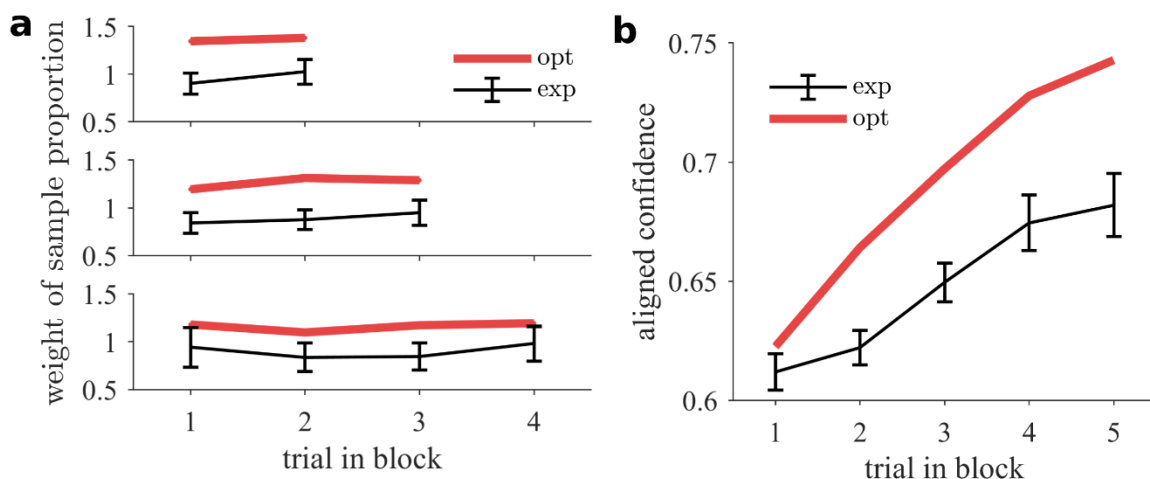 a
weight of sample proportion
1.5
1
0.5
opt
exp
1.5
1
0.5
1.5
1
0.5
1 2 3 4
trial in block
b
aligned confidence
0.75
0.7
0.65
0.6
exp
opt
1 2 3 4 5
trial in block